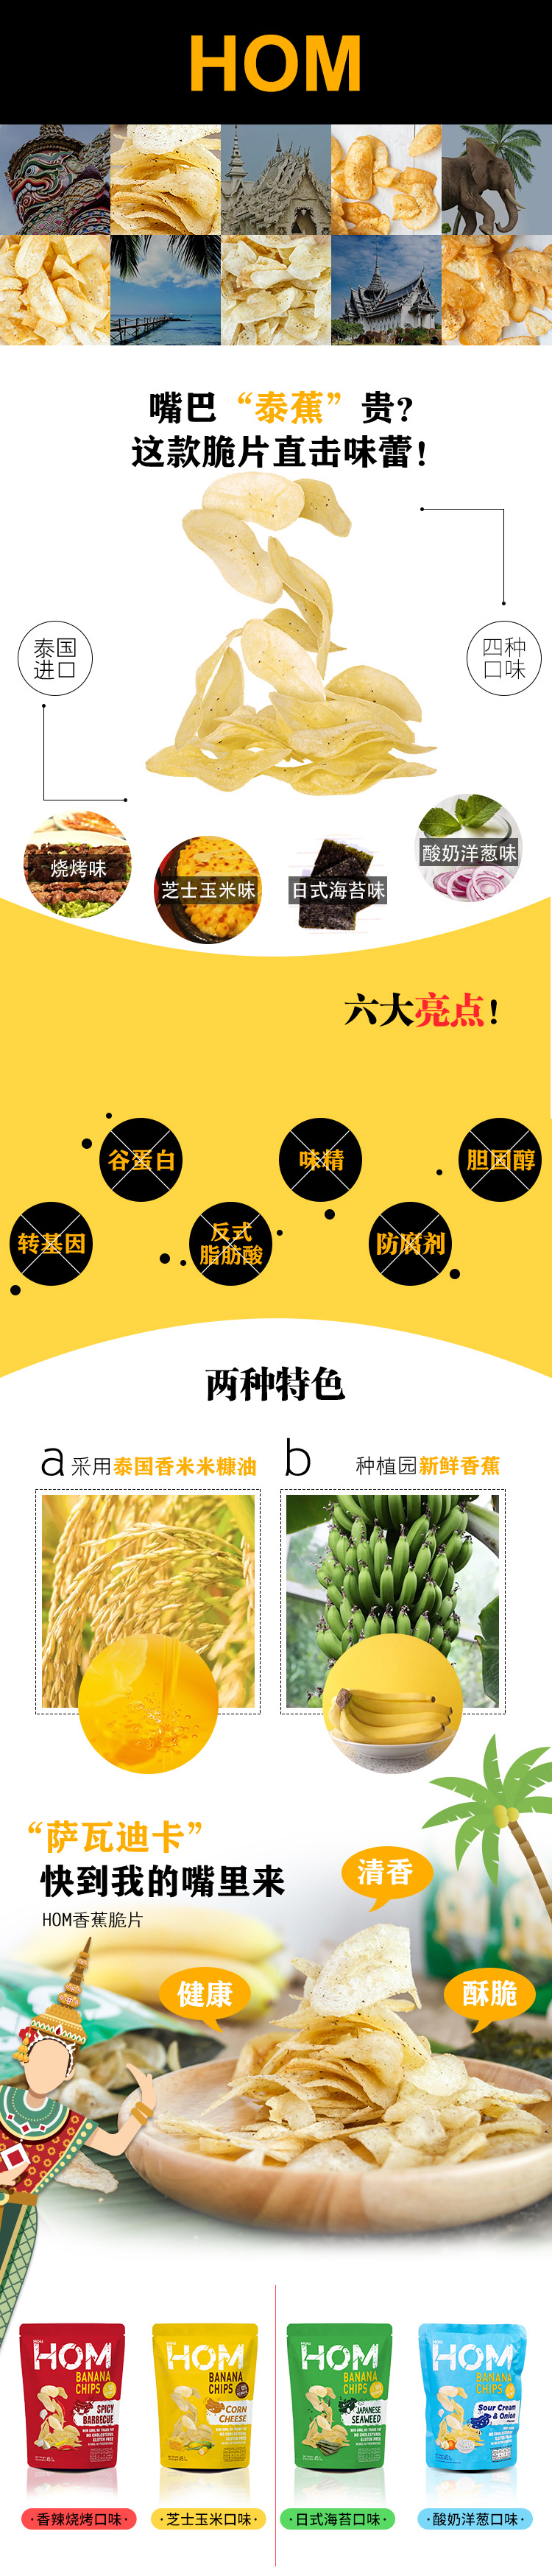 HOM
嘴巴“泰蕉”贵?
这款脆片直击味蕾!
泰国
进口
四种
口味
烧烤味
芝士玉米味
日式海苔味
酸奶洋葱味
六大亮点!
谷蛋白
味精
胆固醇
转基因
反式
脂肪酸
防腐剂
两种特色
a 采用泰国香米米糠油
b 种植园新鲜香蕉
“萨瓦迪卡”
快到我的嘴里来
HOM香蕉脆片
清香
健康
酥脆
HOM
BANANA
CHIPS
SPICY
BARBECUE
HOM
BANANA
CHIPS
CORN
CHEESE
HOM
BANANA
CHIPS
JAPANESE
SEAWEED
HOM
BANANA
CHIPS
Sour Cream
& Onion
·香辣烧烤口味·
·芝士玉米口味·
·日式海苔口味·
·酸奶洋葱口味·